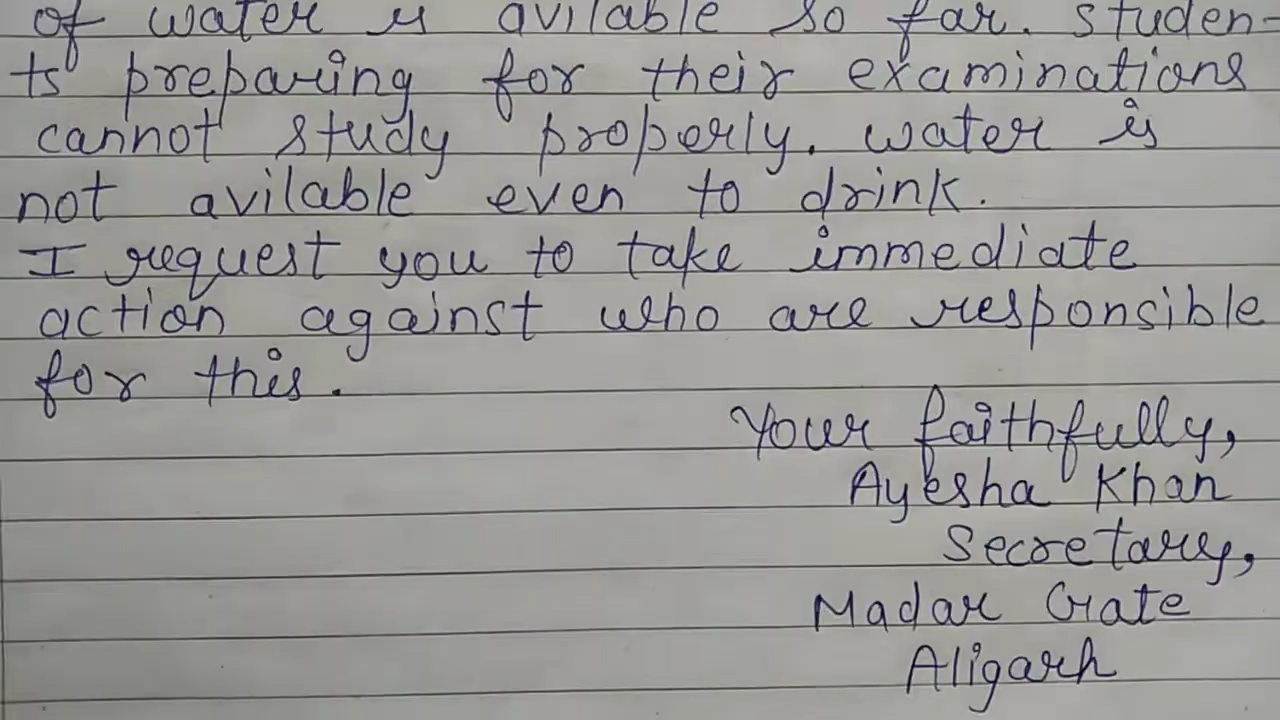 of water is avilable so far. studen-
ts preparing for their examinations
cannot study properly. water is
not avilable even to drink.
I request you to take immediate
action against who are responsible
for this.
Your faithfully,
Ayesha Khan
Secretary,
Madar Gate
Aligarh